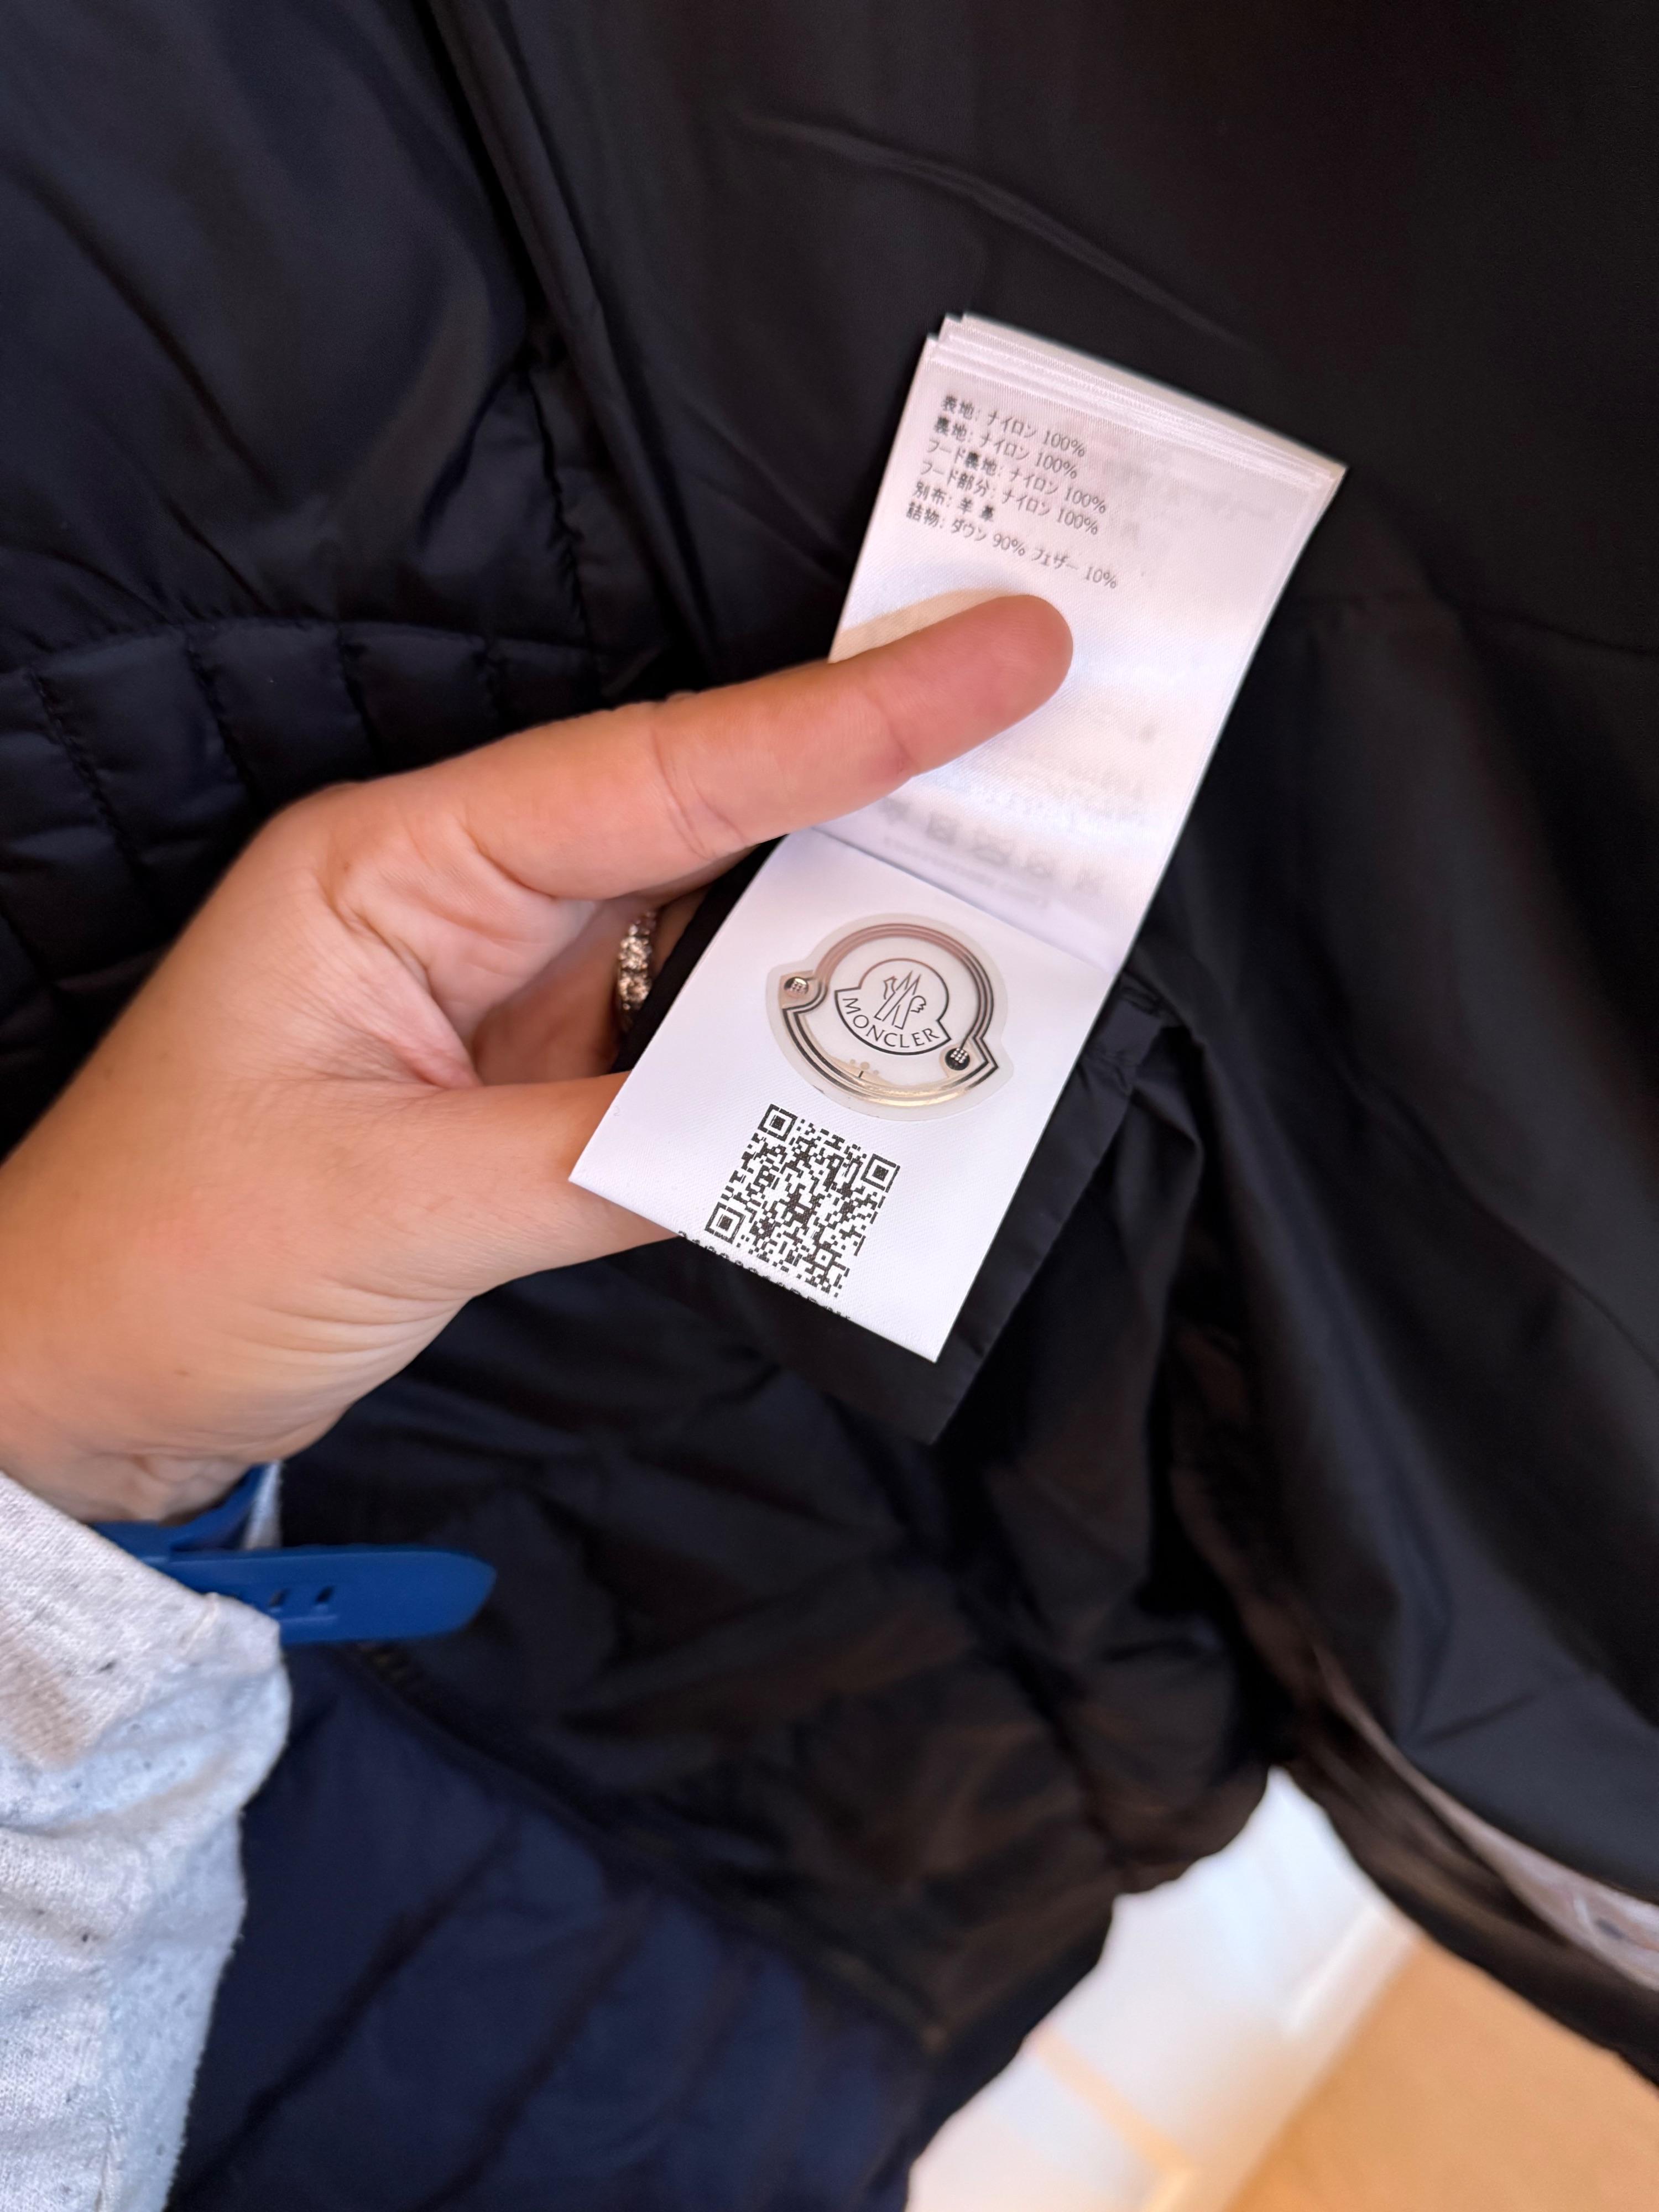 表地: ナイロン 100%
裏地: ナイロン 100%
フード裏地: ナイロン 100%
フード部分: ナイロン 100%
別布: 羊革
詰物: ダウン 90% フェザー 10%
MONCLER